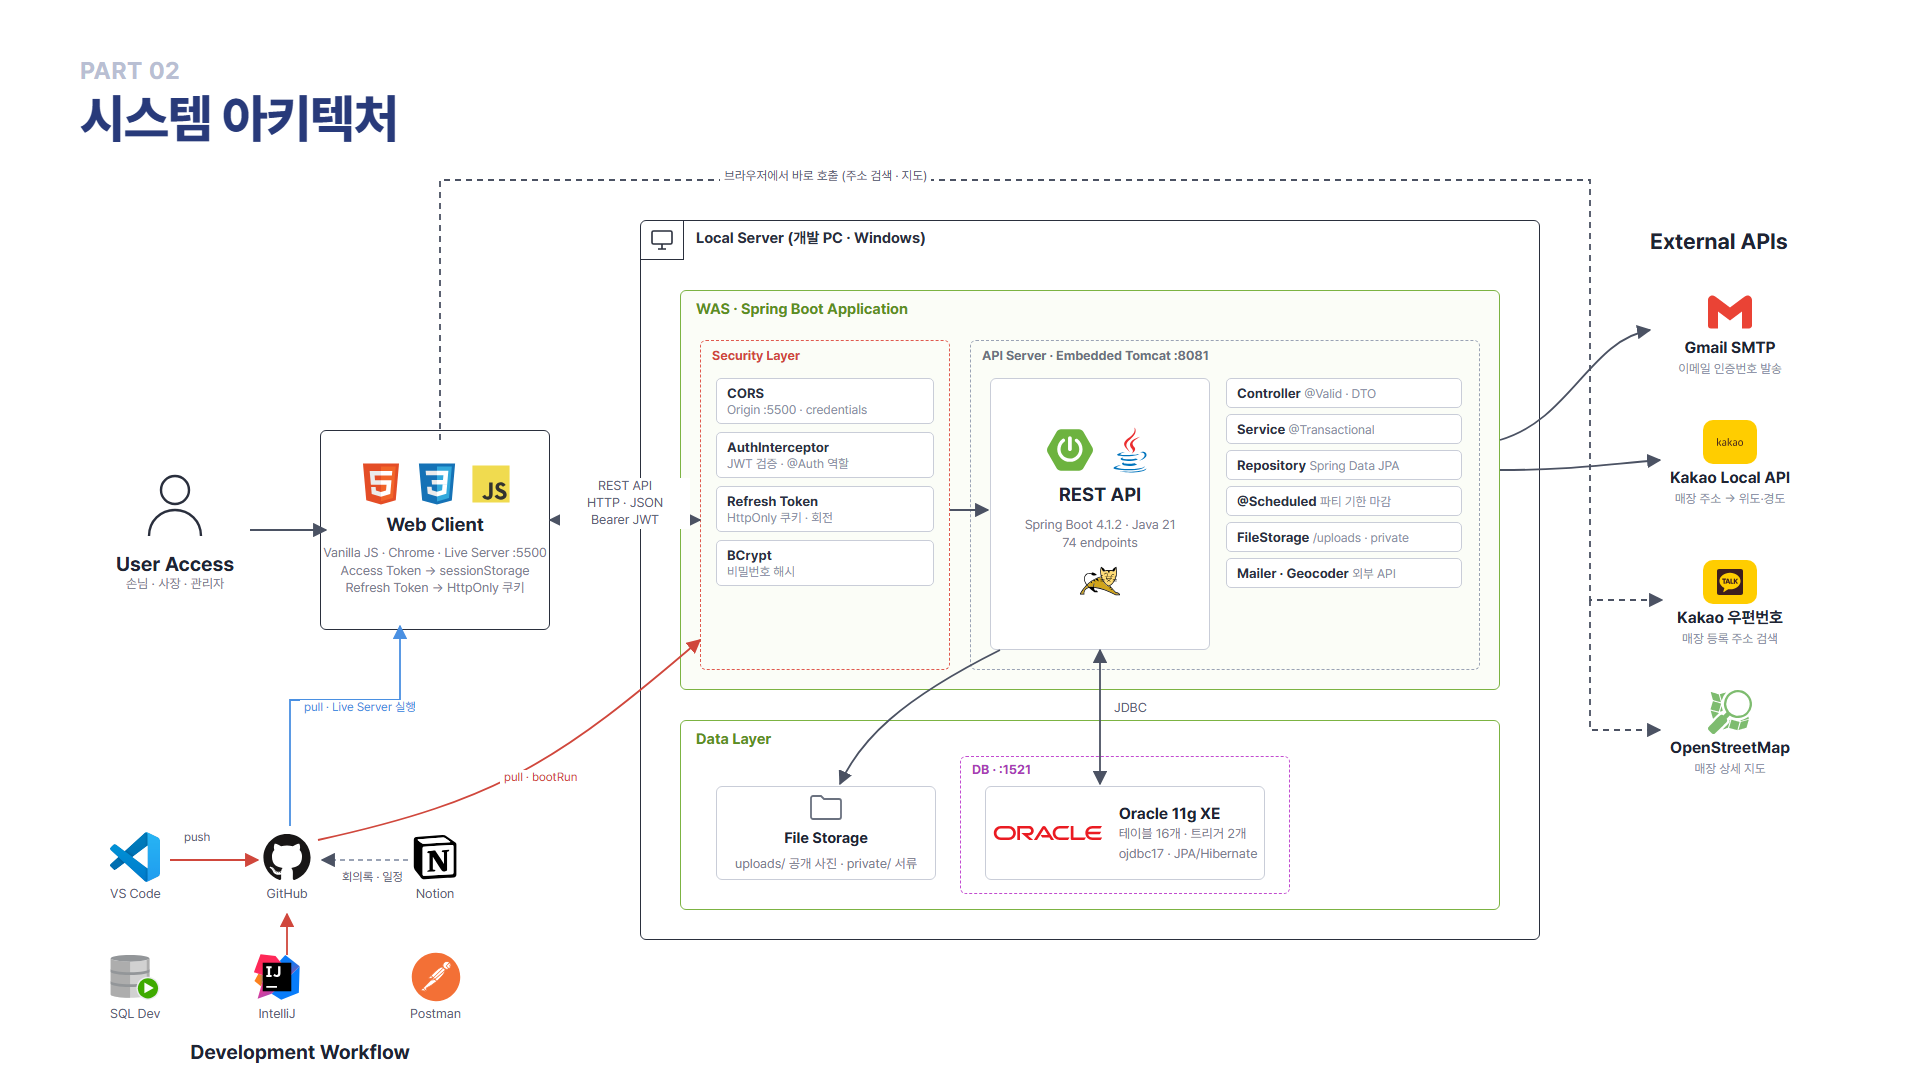 PART 02
시스템 아키텍처
브라우저에서 바로 호출 (주소 검색 · 지도)
Local Server (개발 PC · Windows)
External APIs
WAS · Spring Boot Application
Security Layer
CORS
Origin :5500 · credentials
AuthInterceptor
JWT 검증 · @Auth 역할
Refresh Token
HttpOnly 쿠키 · 회전
BCrypt
비밀번호 해시
API Server · Embedded Tomcat :8081
REST API
Spring Boot 4.1.2 · Java 21
74 endpoints
Controller @Valid · DTO
Service @Transactional
Repository Spring Data JPA
@Scheduled 파티 기한 마감
FileStorage /uploads · private
Mailer · Geocoder 외부 API
Gmail SMTP
이메일 인증번호 발송
kakao
Kakao Local API
매장 주소 → 위도·경도
TALK
Kakao 우편번호
매장 등록 주소 검색
OpenStreetMap
매장 상세 지도
User Access
손님 · 사장 · 관리자
5
3
JS
Web Client
Vanilla JS · Chrome · Live Server :5500
Access Token → sessionStorage
Refresh Token → HttpOnly 쿠키
REST API
HTTP · JSON
Bearer JWT
pull · Live Server 실행
pull · bootRun
JDBC
Data Layer
File Storage
uploads/ 공개 사진 · private/ 서류
DB · :1521
ORACLE
Oracle 11g XE
테이블 16개 · 트리거 2개
ojdbc17 · JPA/Hibernate
push
VS Code
GitHub
회의록 · 일정
N
Notion
SQL Dev
IJ
IntelliJ
Postman
Development Workflow